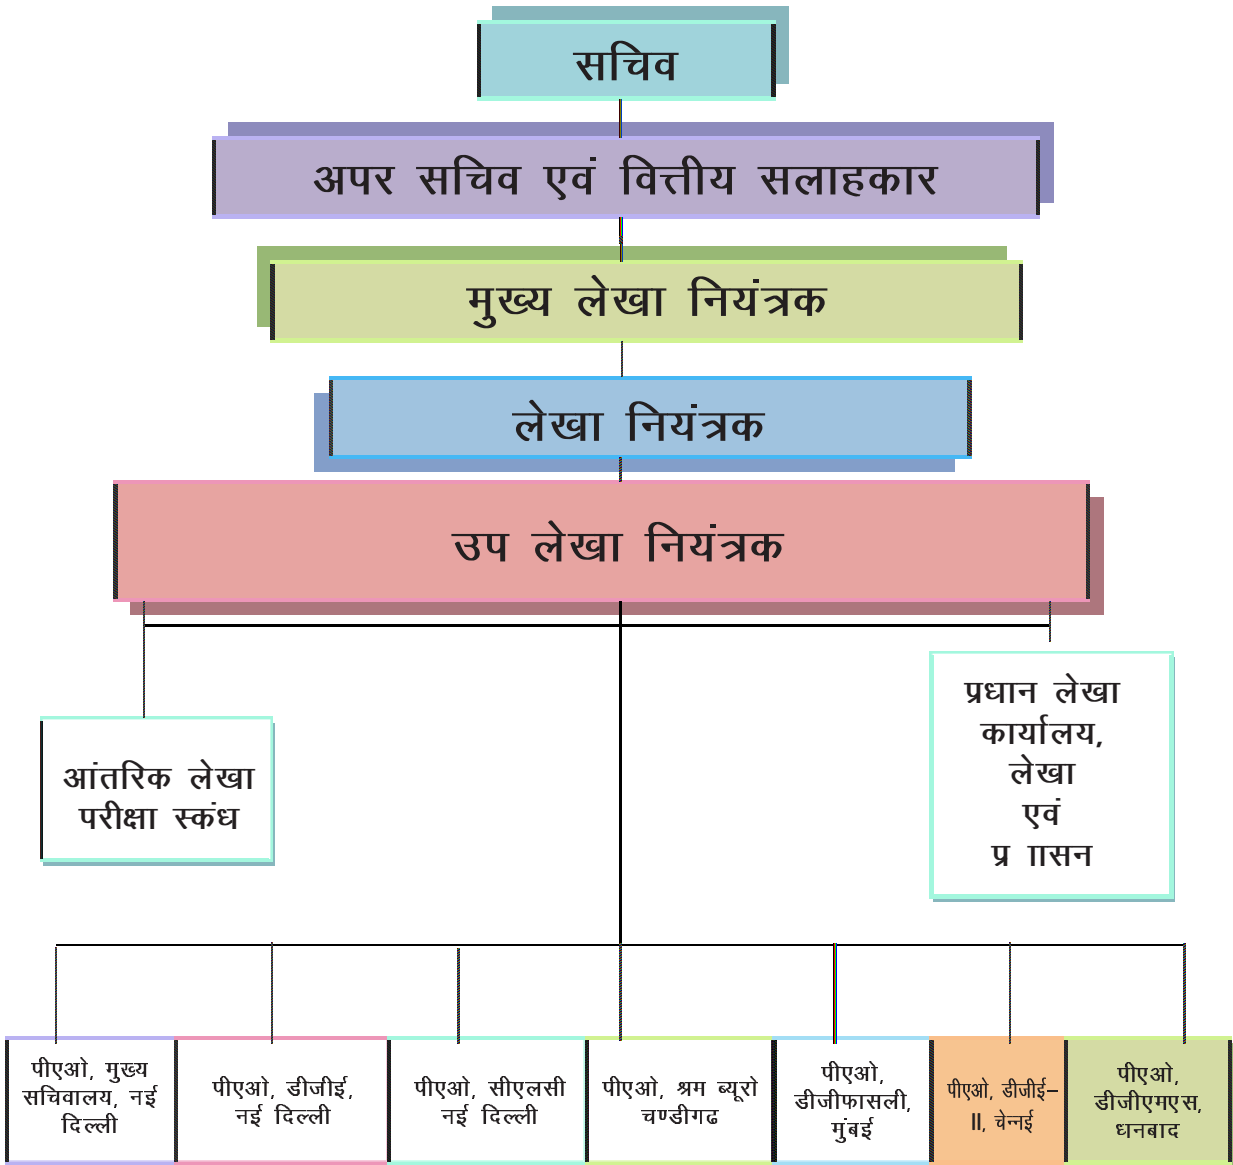 सचिव
अपर सचिव एवं वित्तीय सलाहकार
मुख्य लेखा नियंत्रक
लेखा नियंत्रक
उप लेखा नियंत्रक
आंतरिक लेखा
परीक्षा स्कंध
प्रधान लेखा
कार्यालय,
लेखा
एवं
प्र ाासन
पीएओ, मुख्य
सचिवालय, नई
दिल्ली
पीएओ, डीजीई,
नई दिल्ली
पीएओ, सीएलसी
नई दिल्ली
पीएओ, श्रम ब्यूरो
चण्डीगढ
पीएओ,
डीजीफासली,
मुंबई
पीएओ, डीजीई–
II, चेन्नई
पीएओ,
डीजीएमएस,
धनबाद